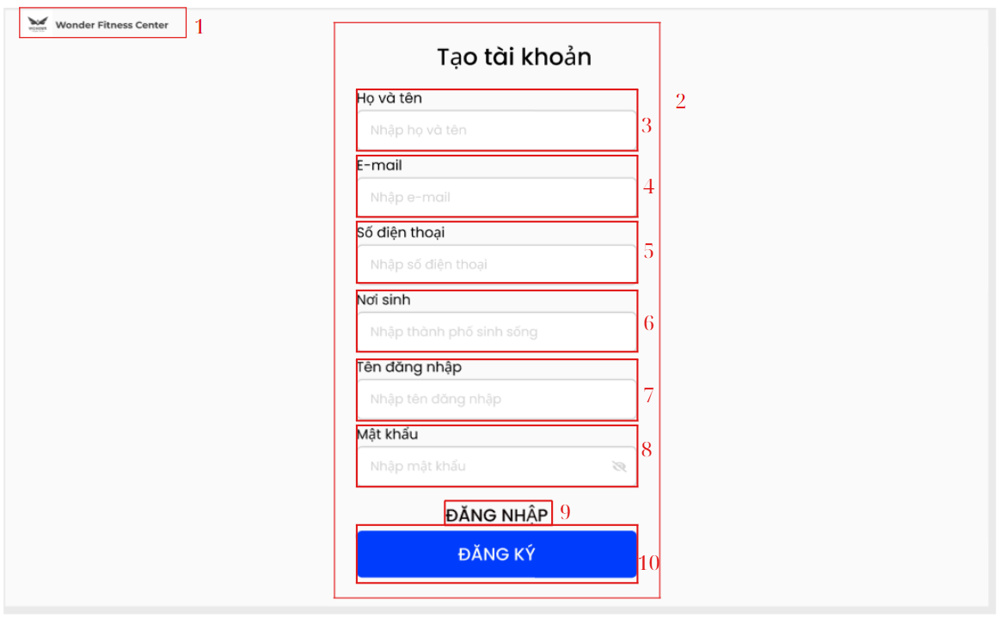 WONDER
Wonder Fitness Center
1
Tạo tài khoản
2
Họ và tên
Nhập họ và tên
3
E-mail
Nhập e-mail
4
Số điện thoại
Nhập số điện thoại
5
Nơi sinh
Nhập thành phố sinh sống
6
Tên đăng nhập
Nhập tên đăng nhập
7
Mật khẩu
Nhập mật khẩu
8
ĐĂNG NHẬP
9
ĐĂNG KÝ
10